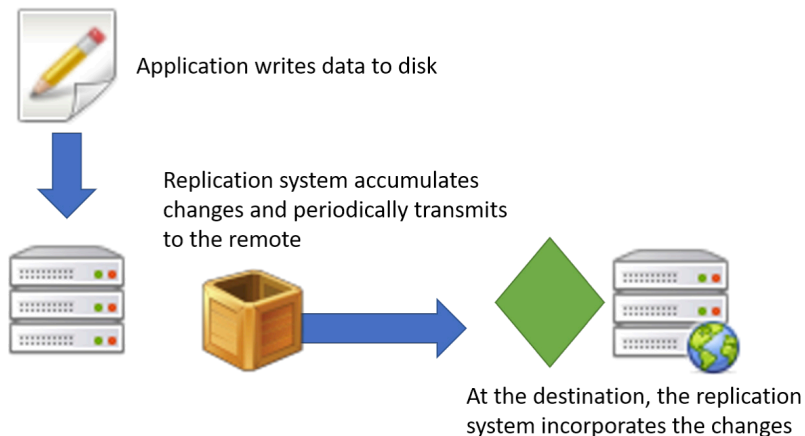 Application writes data to disk
Replication system accumulates
changes and periodically transmits
to the remote
At the destination, the replication
system incorporates the changes